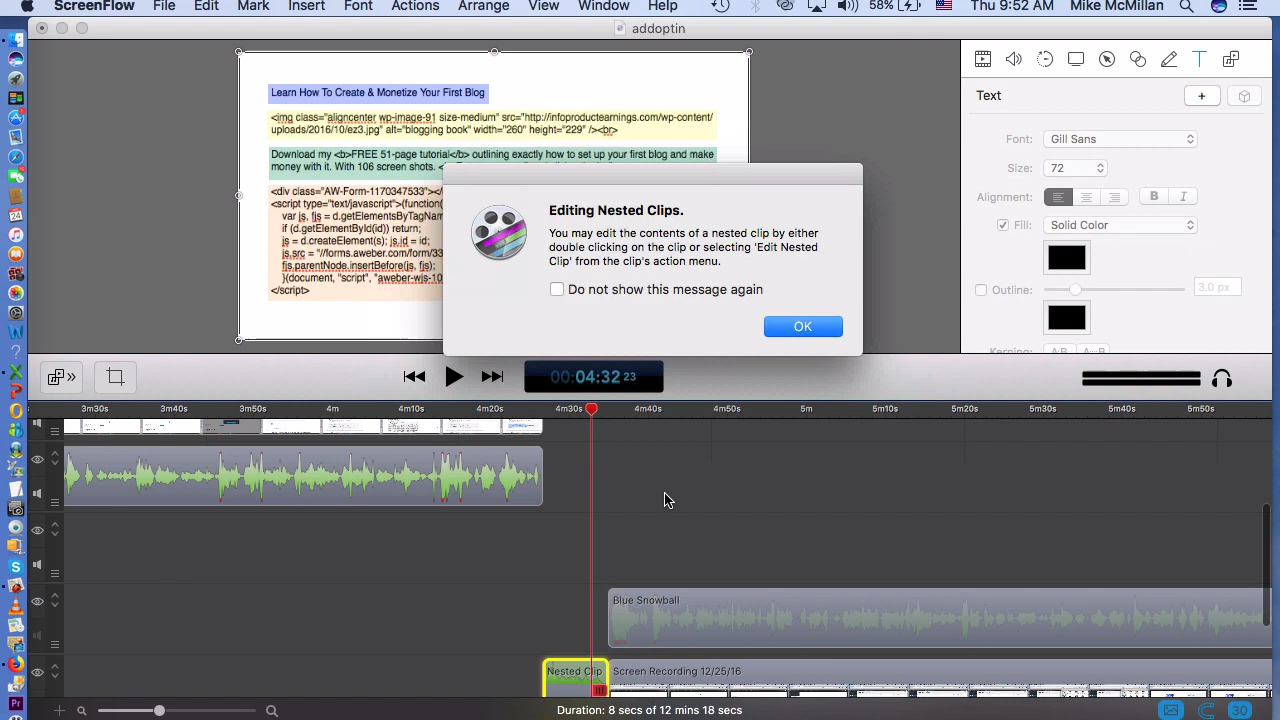 ScreenFlow File Edit Mark Insert Font Actions Arrange View Window Help 58% Thu 9:52 AM Mike McMillan
addoptin
Learn How To Create & Monetize Your First Blog
<img class="aligncenter wp-image-91 size-medium" src="http://infoproductearnings.com/wp-content/
uploads/2016/10/ez3.jpg" alt="blogging book" width="260" height="229" /><br>
Download my <b>FREE 51-page tutorial</b> outlining exactly how to set up your first blog and make
money with it. With 106 screen shots.
<div class="AW-Form-1170347533"></
<script type="text/javascript">(function(
var js, fjs = d.getElementsByTagName
if (d.getElementById(id)) return;
js = d.createElement(s); js.id = id;
js.src = "//forms.aweber.com/form/33
fjs.parentNode.insertBefore(js, fjs);
}(document, "script", "aweber-wjs-10
</script>
Editing Nested Clips.
You may edit the contents of a nested clip by either
double clicking on the clip or selecting 'Edit Nested
Clip' from the clip's action menu.
Do not show this message again
OK
Text
+
Font: Gill Sans
Size: 72
Alignment: B I
Fill: Solid Color
Outline: 3.0 px
Kerning: A·B A···B
00:04:32 23
3m30s 3m40s 3m50s 4m 4m10s 4m20s 4m30s 4m40s 4m50s 5m 5m10s 5m20s 5m30s 5m40s 5m50s
Blue Snowball
Nested Clip Screen Recording 12/25/16
Duration: 8 secs of 12 mins 18 secs 30